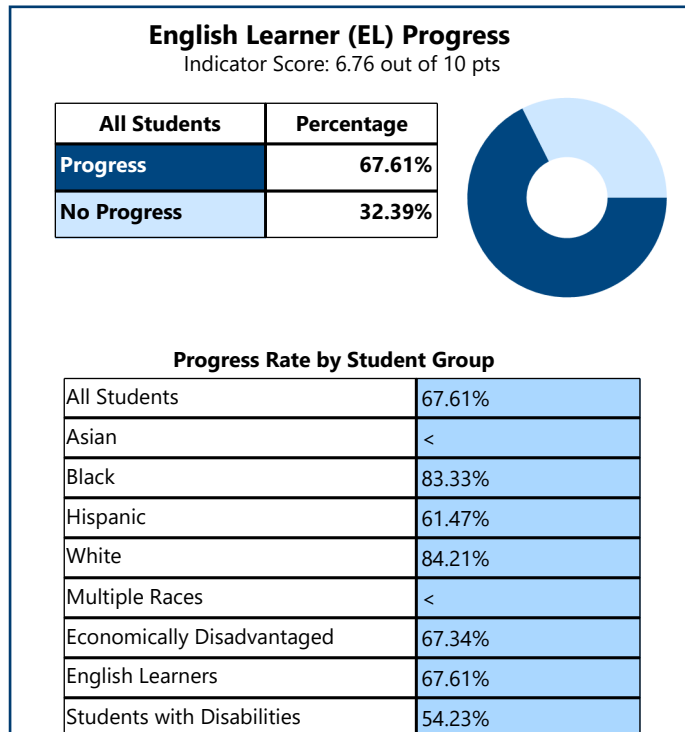 English Learner (EL) Progress
Indicator Score: 6.76 out of 10 pts
All Students Percentage
Progress 67.61%
No Progress 32.39%
Progress Rate by Student Group
All Students 67.61%
Asian <
Black 83.33%
Hispanic 61.47%
White 84.21%
Multiple Races <
Economically Disadvantaged 67.34%
English Learners 67.61%
Students with Disabilities 54.23%